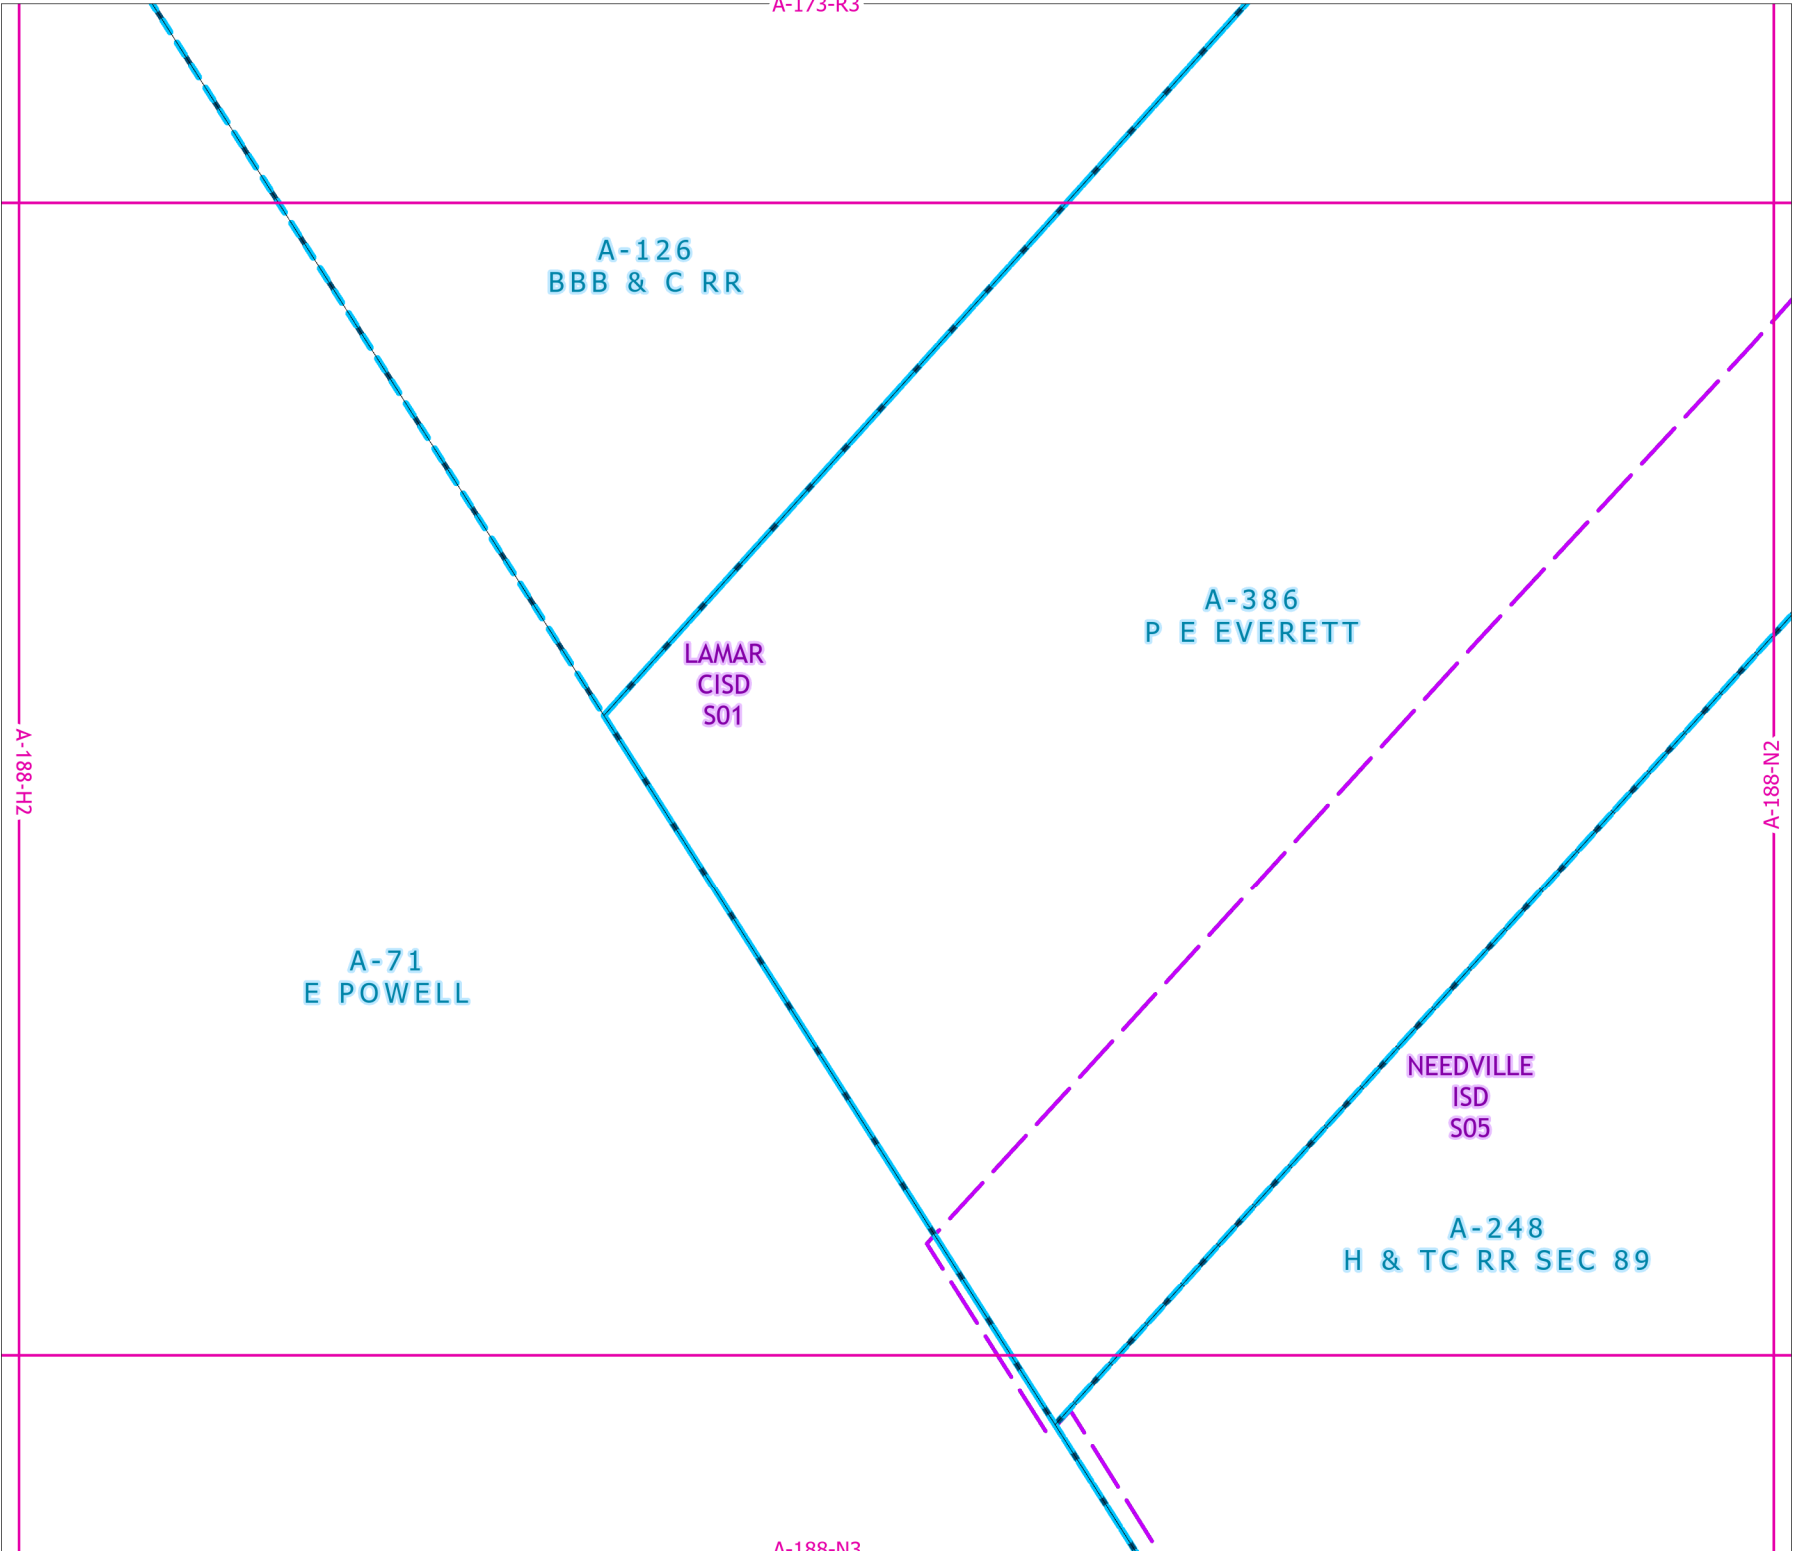 A-173-R3
A-126
BBB & C RR
A-386
P E EVERETT
LAMAR
CISD
S01
A-188-H2
A-188-N2
A-71
E POWELL
NEEDVILLE
ISD
S05
A-248
H & TC RR SEC 89
A-188-N3